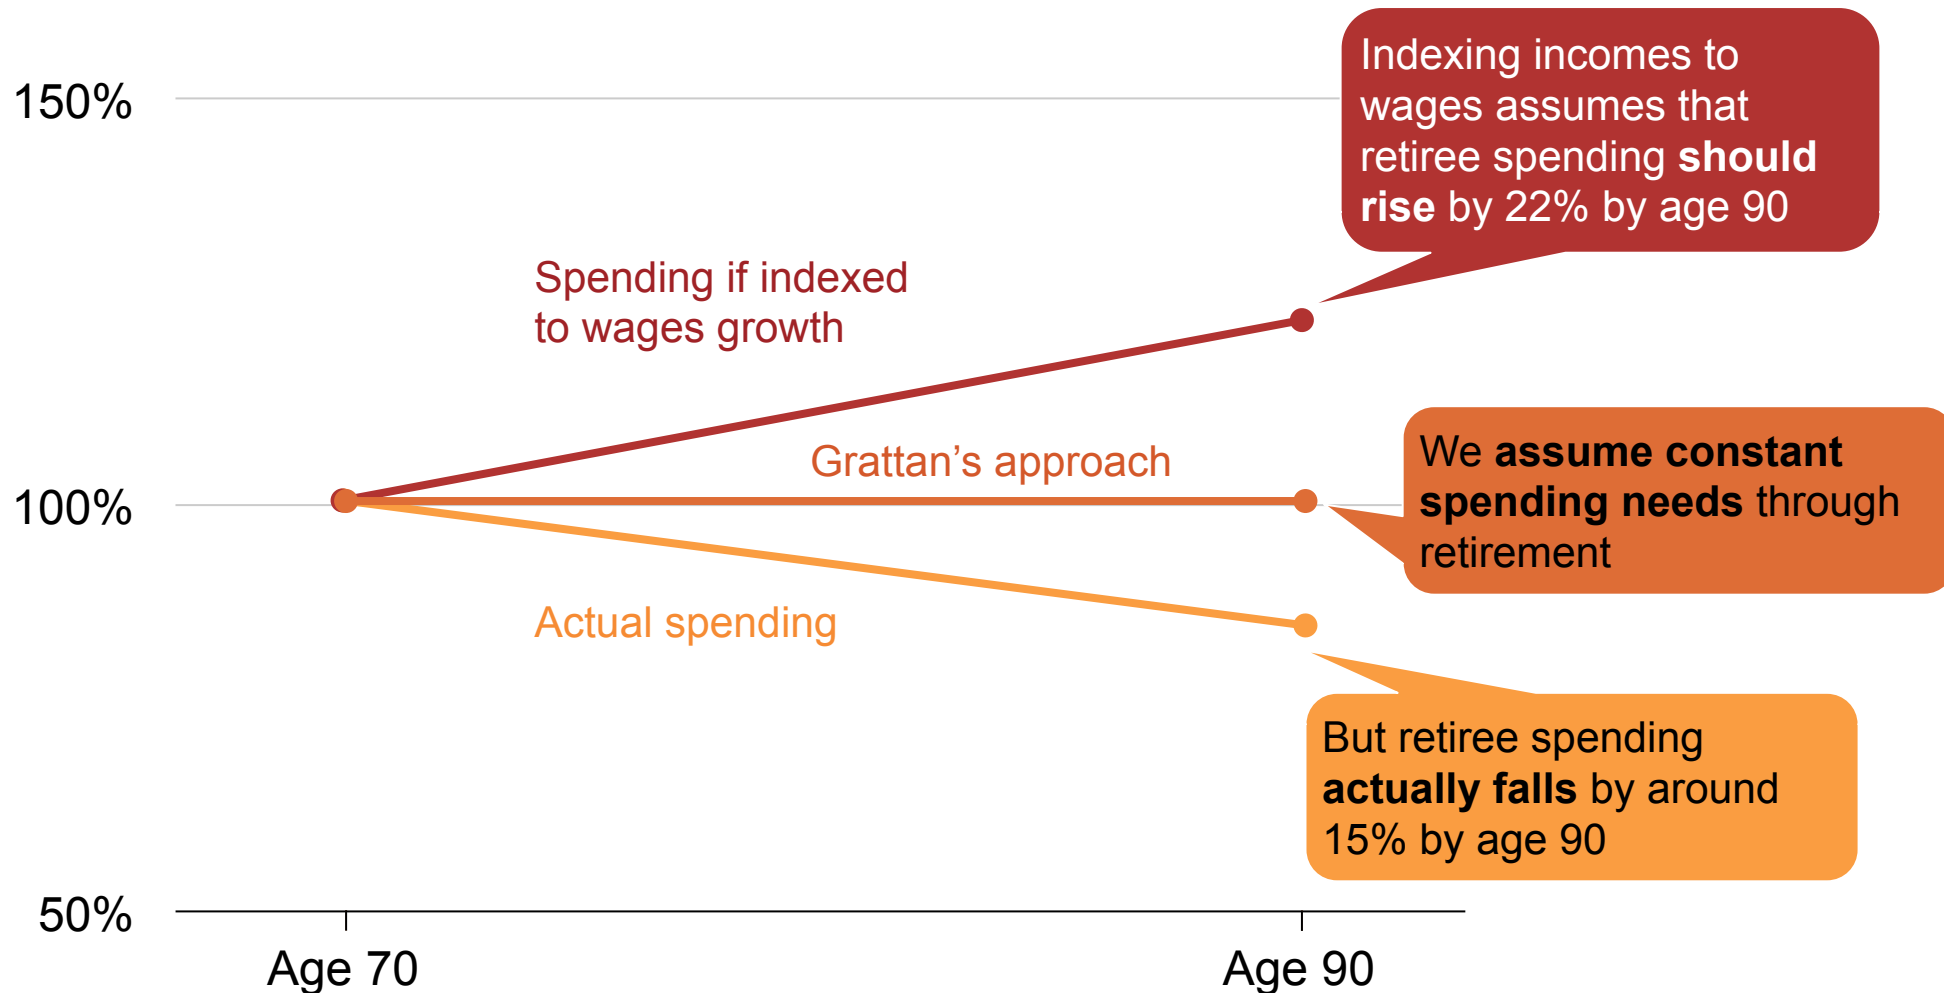 150%
Indexing incomes to
wages assumes that
retiree spending should
rise by 22% by age 90
Spending if indexed
to wages growth
Grattan’s approach
We assume constant
spending needs through
retirement
100%
Actual spending
But retiree spending
actually falls by around
15% by age 90
50%
Age 70
Age 90